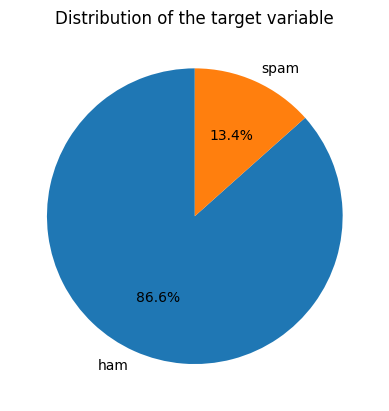 Distribution of the target variable
spam
13.4%
86.6%
ham